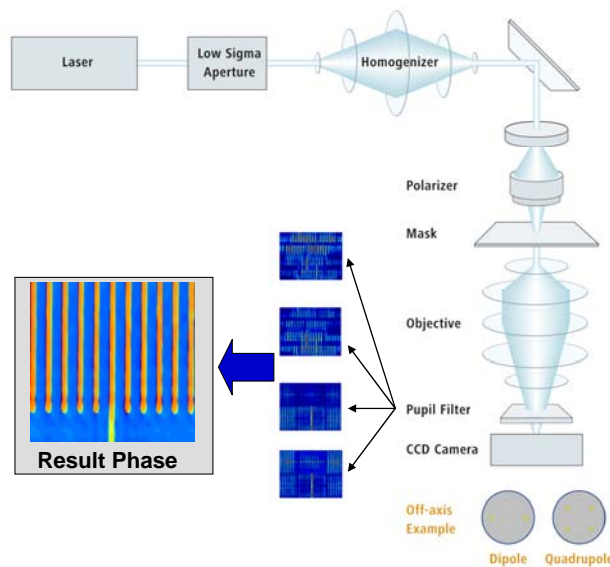 Laser
Low Sigma
Aperture
Homogenizer
Polarizer
Mask
Objective
Pupil Filter
CCD Camera
Result Phase
Off-axis
Example
Dipole
Quadrupole